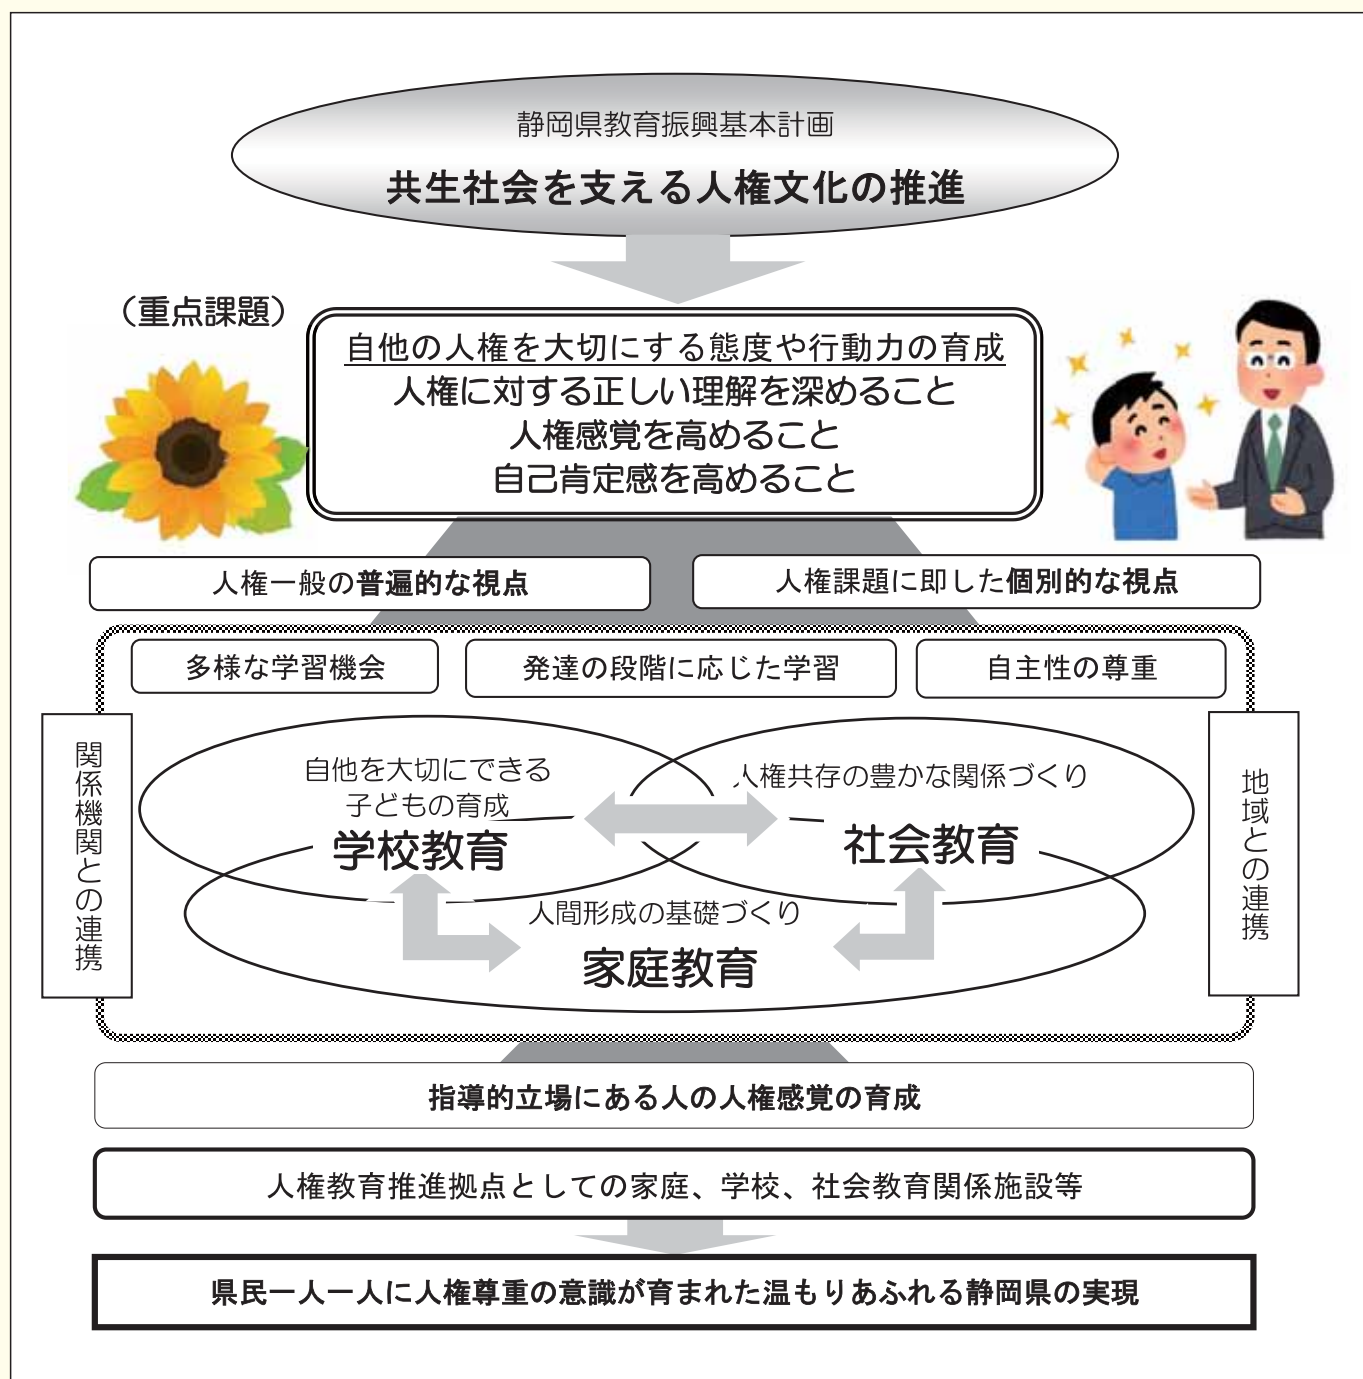 静岡県教育振興基本計画
共生社会を支える人権文化の推進
（重点課題）
自他の人権を大切にする態度や行動力の育成
人権に対する正しい理解を深めること
人権感覚を高めること
自己肯定感を高めること
人権一般の普遍的な視点
人権課題に即した個別的な視点
多様な学習機会
発達の段階に応じた学習
自主性の尊重
関係機関との連携
自他を大切にできる
子どもの育成
学校教育
人権共存の豊かな関係づくり
社会教育
人間形成の基礎づくり
家庭教育
地域との連携
指導的立場にある人の人権感覚の育成
人権教育推進拠点としての家庭、学校、社会教育関係施設等
県民一人一人に人権尊重の意識が育まれた温もりあふれる静岡県の実現